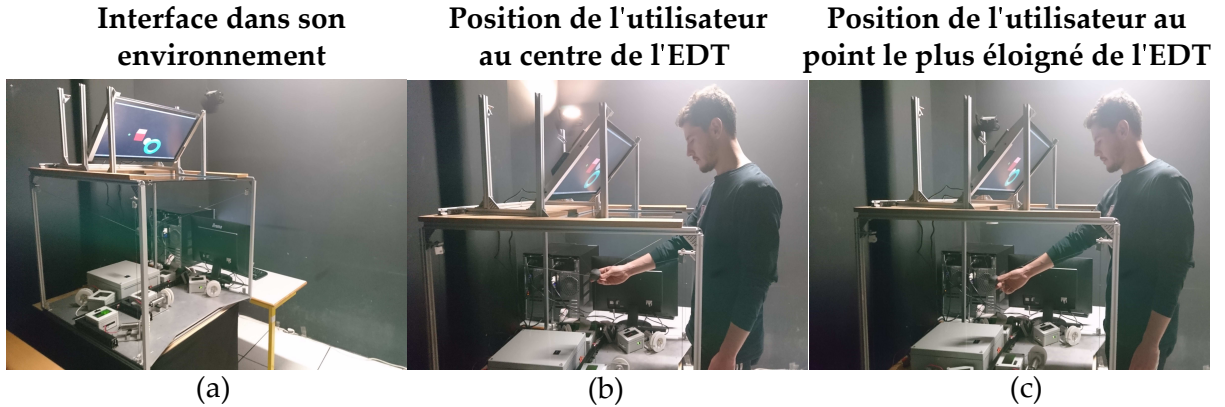 Interface dans son
environnement
Position de l'utilisateur
au centre de l'EDT
Position de l'utilisateur au
point le plus éloigné de l'EDT
(a)
(b)
(c)